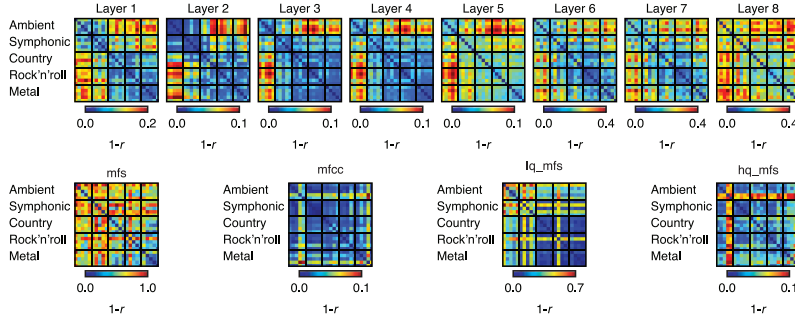 Layer 1 Layer 2 Layer 3 Layer 4 Layer 5 Layer 6 Layer 7 Layer 8
Ambient
Symphonic
Country
Rock'n'roll
Metal
0.0 0.2 0.0 0.1 0.0 0.1 0.0 0.1 0.0 0.1 0.0 0.4 0.0 0.4 0.0 0.4
1-r 1-r 1-r 1-r 1-r 1-r 1-r 1-r
mfs mfcc lq_mfs hq_mfs
Ambient Ambient Ambient Ambient
Symphonic Symphonic Symphonic Symphonic
Country Country Country Country
Rock'n'roll Rock'n'roll Rock'n'roll Rock'n'roll
Metal Metal Metal Metal
0.0 1.0 0.0 0.1 0.0 0.7 0.0 0.1
1-r 1-r 1-r 1-r